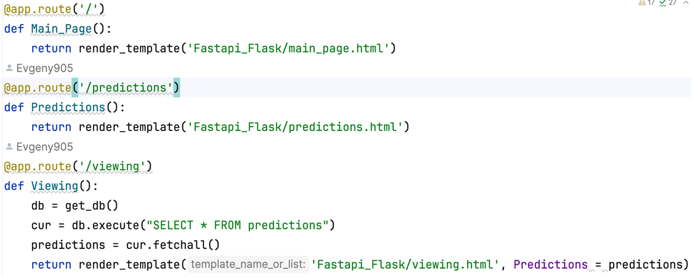 17 27
@app.route('/')
def Main_Page():
    return render_template('Fastapi_Flask/main_page.html')
Evgeny905
@app.route('/predictions')
def Predictions():
    return render_template('Fastapi_Flask/predictions.html')
Evgeny905
@app.route('/viewing')
def Viewing():
    db = get_db()
    cur = db.execute("SELECT * FROM predictions")
    predictions = cur.fetchall()
    return render_template( template_name_or_list: 'Fastapi_Flask/viewing.html', Predictions = predictions)